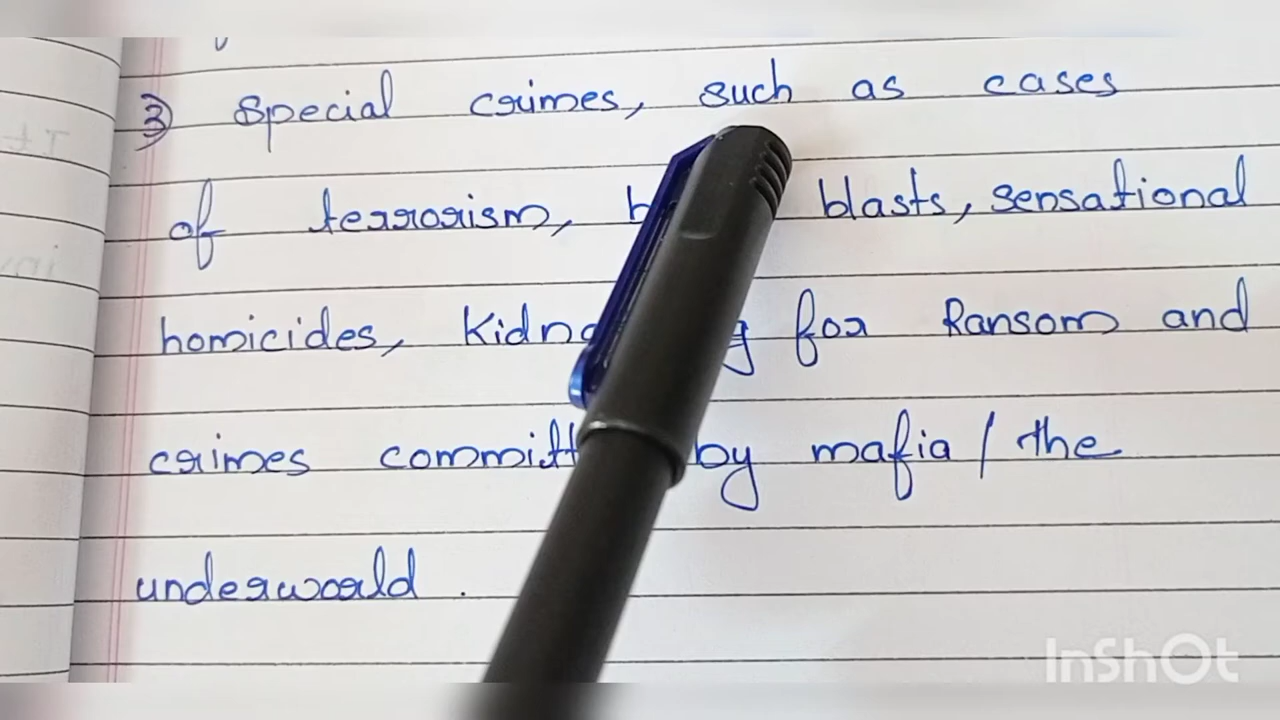 3) Special crimes, such as cases
of terrorism, blasts, sensational
homicides, for Ransom and
crimes by mafia / the
underworld.
InShOt